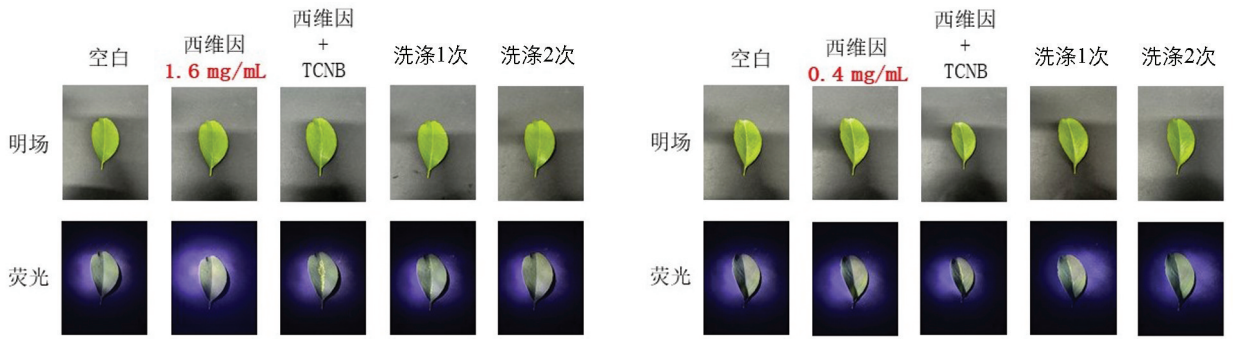 空白
西维因
1.6 mg/mL
西维因
+
TCNB
洗涤1次
洗涤2次
明场
荧光
空白
西维因
0.4 mg/mL
西维因
+
TCNB
洗涤1次
洗涤2次
明场
荧光